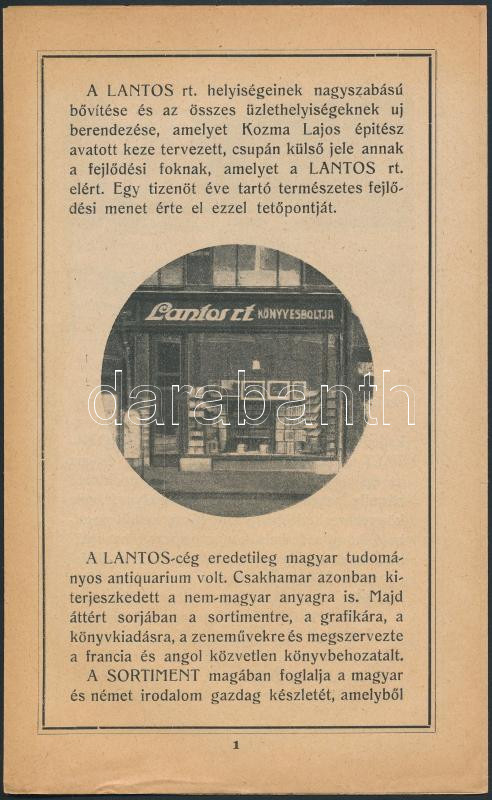 A LANTOS rt. helyiségeinek nagyszabású
bővítése és az összes üzlethelyiségeknek uj
berendezése, amelyet Kozma Lajos épitész
avatott keze tervezett, csupán külső jele annak
a fejlődési foknak, amelyet a LANTOS rt.
elért. Egy tizenöt éve tartó természetes fejlő-
dési menet érte el ezzel tetőpontját.
Lantos rt KÖNYVESBOLTJA
darabanth
A LANTOS-cég eredetileg magyar tudomá-
nyos antiquarium volt. Csakhamar azonban ki-
terjeszkedett a nem-magyar anyagra is. Majd
áttért sorjában a sortimentre, a grafikára, a
könyvkiadásra, a zeneművekre és megszervezte
a francia és angol közvetlen könyvbehozatalt.
A SORTIMENT magában foglalja a magyar
és német irodalom gazdag készletét, amelyből
1